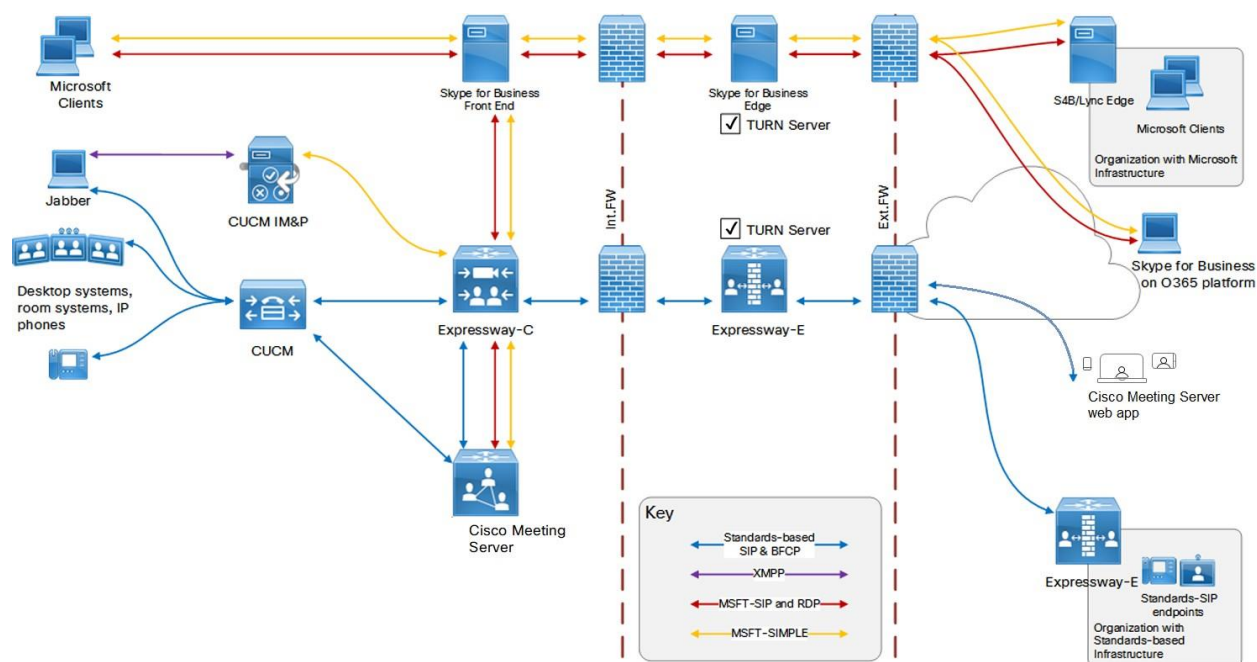 Microsoft
Clients
Skype for Business
Front End
Skype for Business
Edge
TURN Server
S4B/Lync Edge
Microsoft Clients
Organization with Microsoft
Infrastructure
Jabber
CUCM IM&P
Int.FW
Ext.FW
TURN Server
Skype for Business
on O365 platform
Desktop systems,
room systems, IP
phones
CUCM
Expressway-C
Expressway-E
Cisco Meeting Server
web app
Cisco Meeting
Server
Key
Standards-based
SIP & BFCP
XMPP
MSFT-SIP and RDP
MSFT-SIMPLE
Expressway-E
Standards-SIP
endpoints
Organization with
Standards-based
Infrastructure